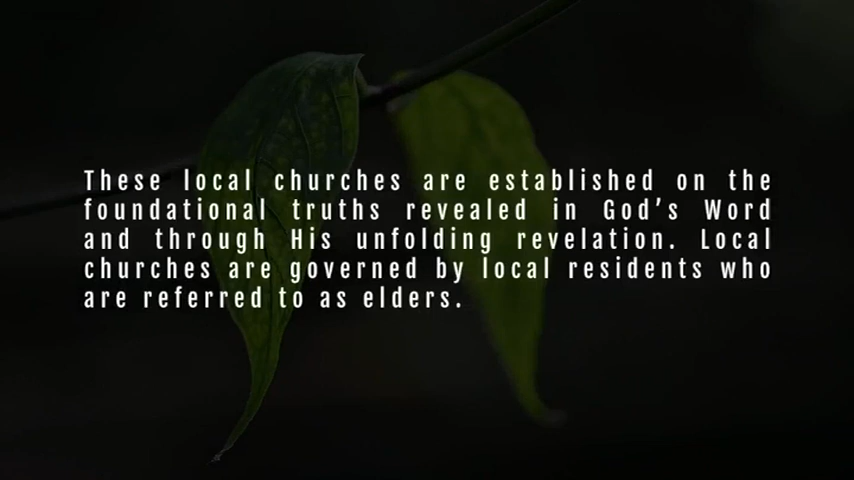 These local churches are established on the
foundational truths revealed in God's Word
and through His unfolding revelation. Local
churches are governed by local residents who
are referred to as elders.